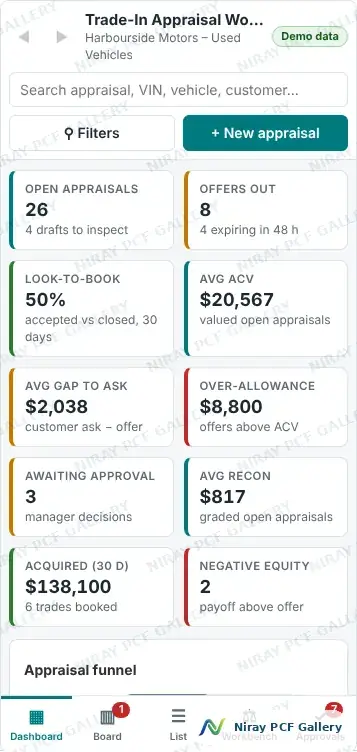 Trade-In Appraisal Wo...
Harbourside Motors – Used
Vehicles
Demo data
Search appraisal, VIN, vehicle, customer...
Filters
+ New appraisal
OPEN APPRAISALS
26
4 drafts to inspect
OFFERS OUT
8
4 expiring in 48 h
LOOK-TO-BOOK
50%
accepted vs closed, 30
days
AVG ACV
$20,567
valued open appraisals
AVG GAP TO ASK
$2,038
customer ask − offer
OVER-ALLOWANCE
$8,800
offers above ACV
AWAITING APPROVAL
3
manager decisions
AVG RECON
$817
graded open appraisals
ACQUIRED (30 D)
$138,100
6 trades booked
NEGATIVE EQUITY
2
payoff above offer
Appraisal funnel
1
7
Dashboard
Board
List
Workbench
Approvals
Niray PCF Gallery
NIRAY PCF GALLERY